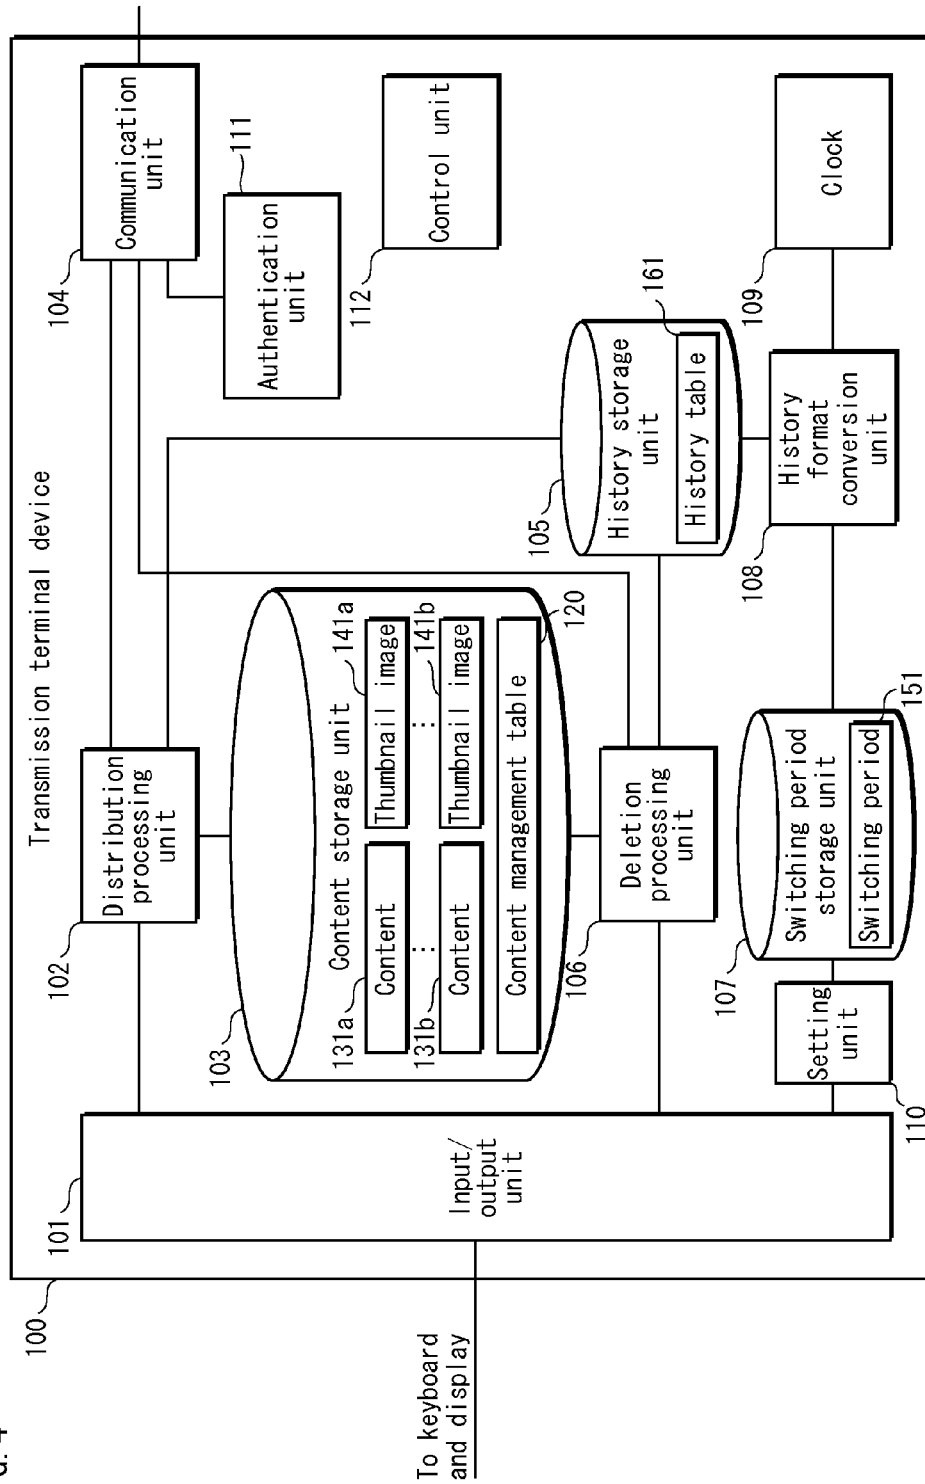 Transmission terminal device
100
101
Input/
output
unit
To keyboard
and display
102
Distribution
processing
unit
104
Communication
unit
111
Authentication
unit
112
Control unit
103
Content storage unit
131a
Content
141a
Thumbnail image
131b
Content
141b
Thumbnail image
Content management table
120
105
History storage
unit
History table
161
106
Deletion
processing
unit
107
Switching period
storage unit
Switching period
151
108
History
format
conversion
unit
109
Clock
110
Setting
unit